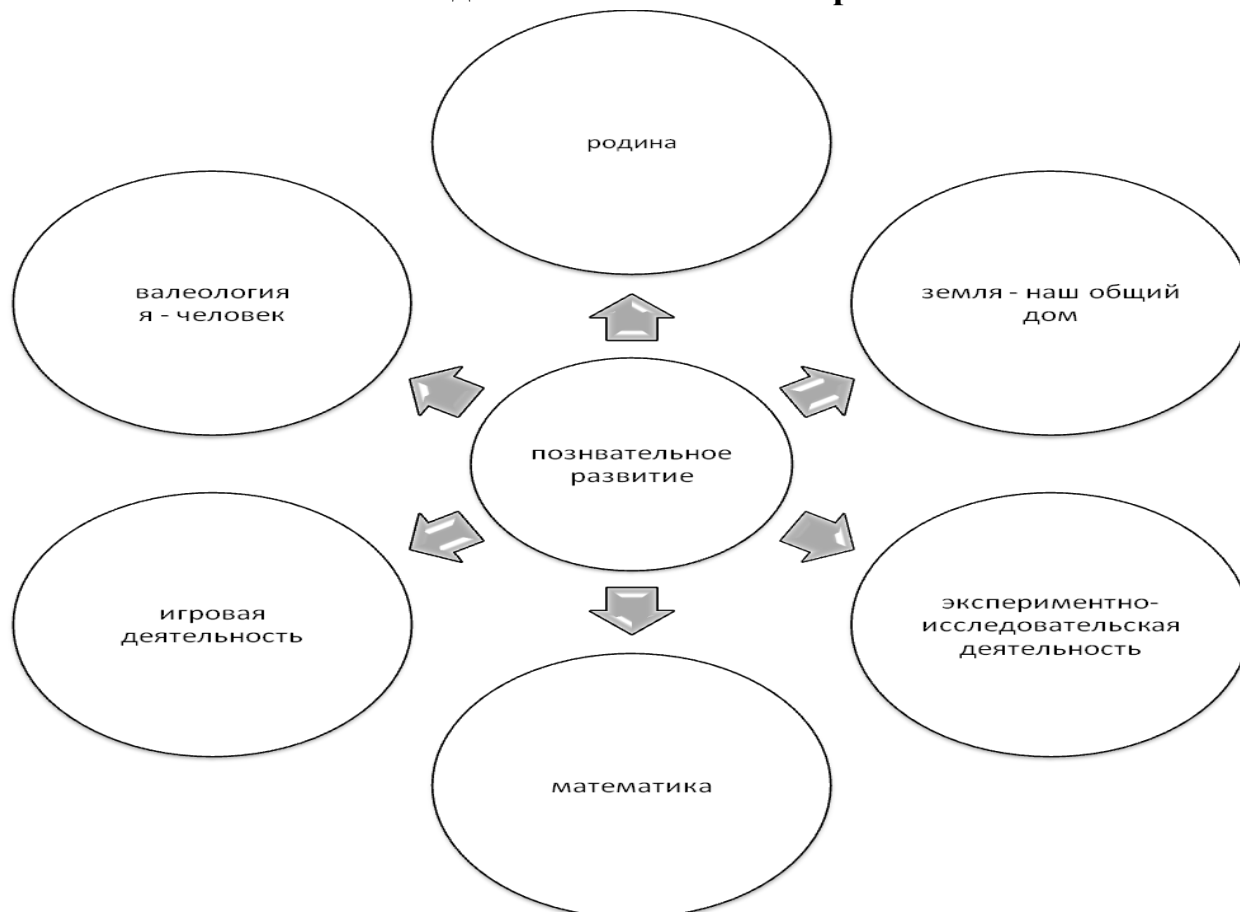 родина
валеология
я - человек
земля - наш общий
дом
познвательное
развитие
игровая
деятельность
экспериментно-
исследовательская
деятельность
математика